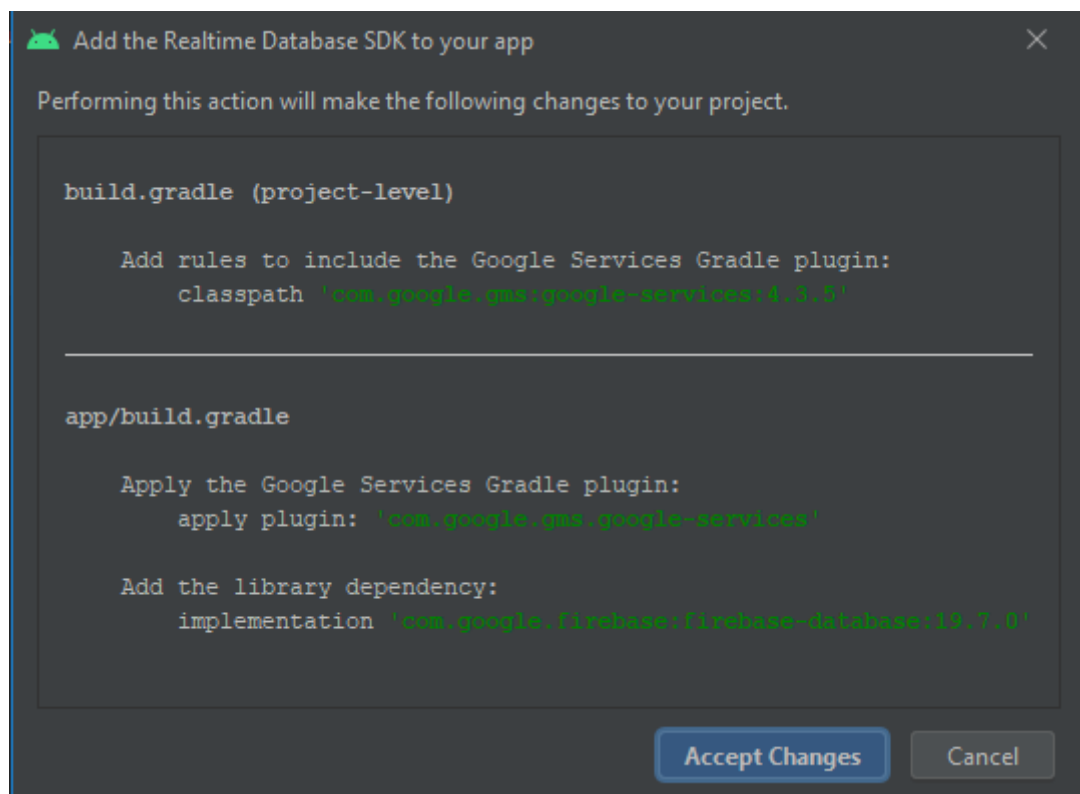 Add the Realtime Database SDK to your app
Performing this action will make the following changes to your project.
build.gradle (project-level)
Add rules to include the Google Services Gradle plugin:
classpath 'com.google.gms:google-services:4.3.5'
app/build.gradle
Apply the Google Services Gradle plugin:
apply plugin: 'com.google.gms.google-services'
Add the library dependency:
implementation 'com.google.firebase:firebase-database:19.7.0'
Accept Changes
Cancel